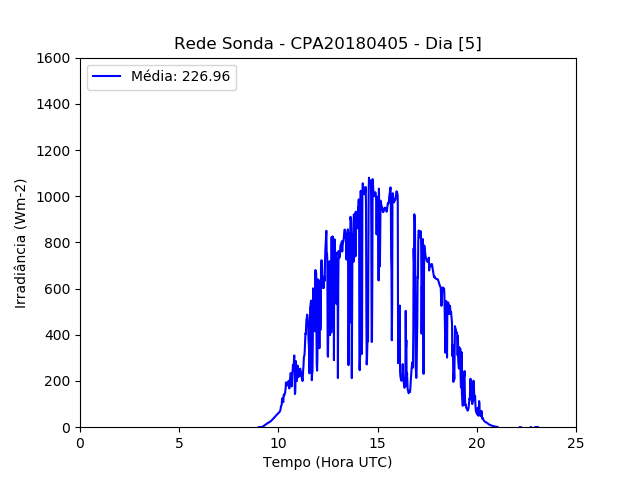 Rede Sonda - CPA20180405 - Dia [5]
Média: 226.96
Irradiância (Wm-2)
1600
1400
1200
1000
800
600
400
200
0
0 5 10 15 20 25
Tempo (Hora UTC)